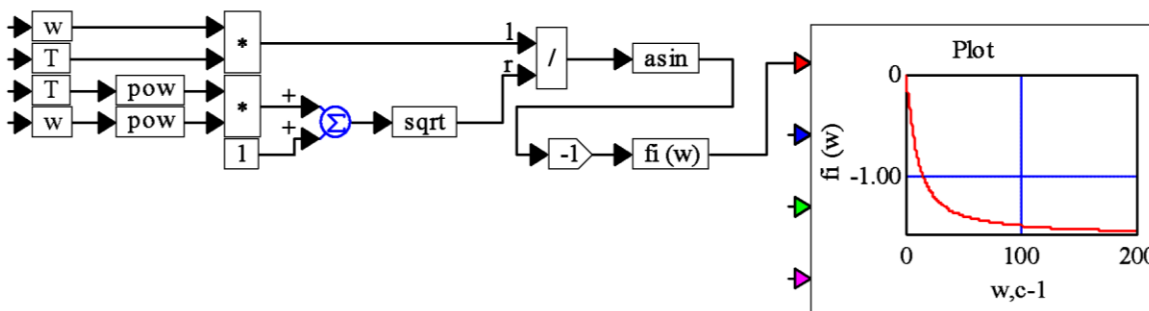 w
T
T pow
w pow
*
*
1
+
+
Σ
sqrt
l
r
/
asin
-1
fi (w)
Plot
fi (w)
0
-1.00
0 100 200
w,c-1